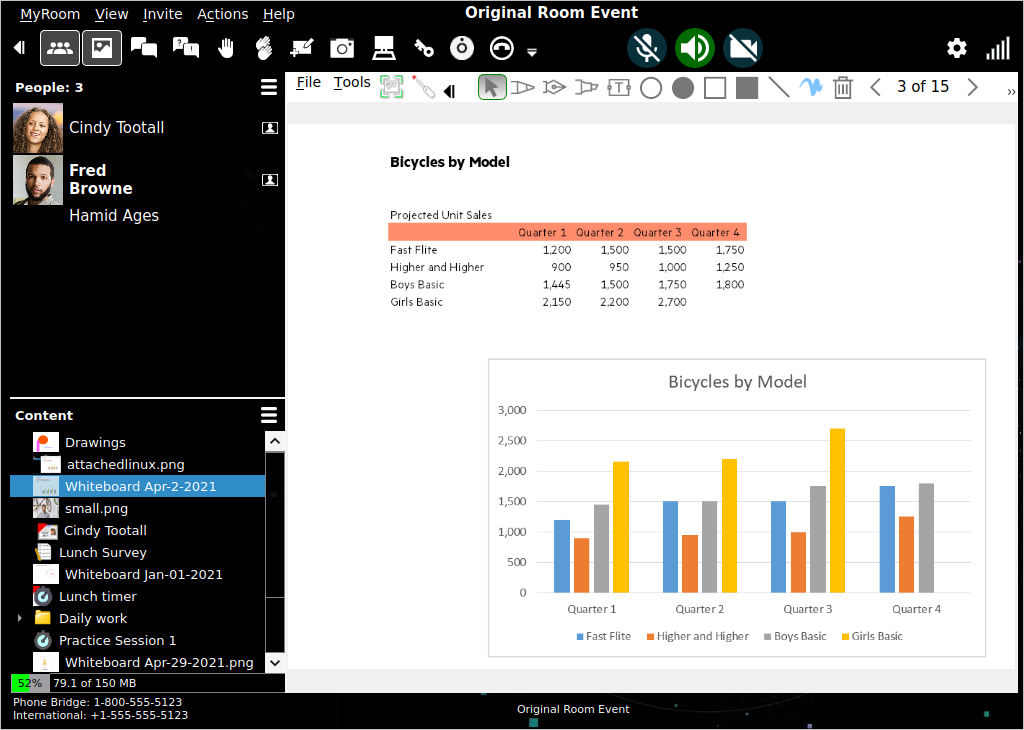 MyRoom View Invite Actions Help
Original Room Event
People: 3
Cindy Tootall
Fred
Browne
Hamid Ages
Content
Drawings
attachedlinux.png
Whiteboard Apr-2-2021
small.png
Cindy Tootall
Lunch Survey
Whiteboard Jan-01-2021
Lunch timer
Daily work
Practice Session 1
Whiteboard Apr-29-2021.png
52% 79.1 of 150 MB
Phone Bridge: 1-800-555-5123
International: +1-555-555-5123
File Tools T 3 of 15 »
Bicycles by Model
Projected Unit Sales
Quarter 1 Quarter 2 Quarter 3 Quarter 4
Fast Flite 1,200 1,500 1,500 1,750
Higher and Higher 900 950 1,000 1,250
Boys Basic 1,445 1,500 1,750 1,800
Girls Basic 2,150 2,200 2,700
Bicycles by Model
3,000
2,500
2,000
1,500
1,000
500
0
Quarter 1 Quarter 2 Quarter 3 Quarter 4
Fast Flite Higher and Higher Boys Basic Girls Basic
Original Room Event